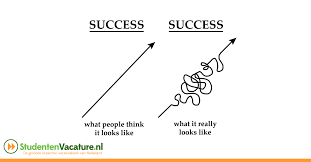 SUCCESS
what people think
it looks like
SUCCESS
what it really
looks like
StudentenVacature.nl